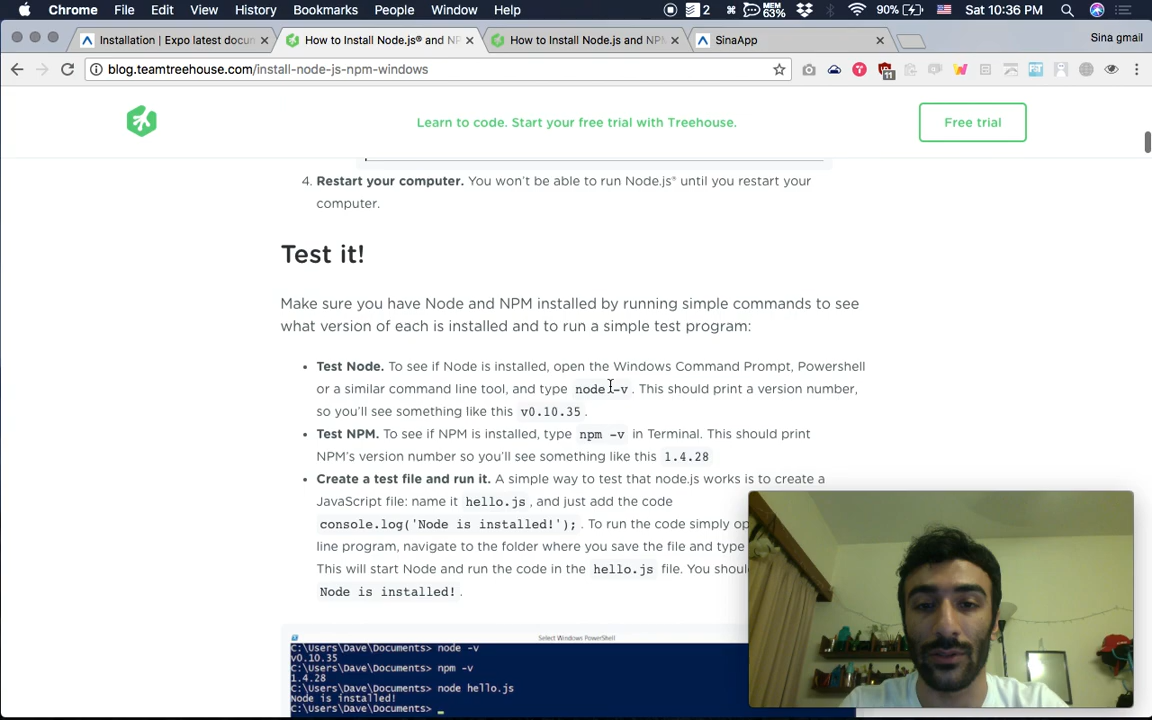 Chrome File Edit View History Bookmarks People Window Help 2 MEM 63% 90% Sat 10:36 PM
Installation | Expo latest docum How to Install Node.js® and NP How to Install Node.js and NPM SinaApp Sina gmail
blog.teamtreehouse.com/install-node-js-npm-windows 11
Learn to code. Start your free trial with Treehouse. Free trial
4. Restart your computer. You won't be able to run Node.js® until you restart your
computer.
Test it!
Make sure you have Node and NPM installed by running simple commands to see
what version of each is installed and to run a simple test program:
• Test Node. To see if Node is installed, open the Windows Command Prompt, Powershell
or a similar command line tool, and type node -v. This should print a version number,
so you'll see something like this v0.10.35.
• Test NPM. To see if NPM is installed, type npm -v in Terminal. This should print
NPM's version number so you'll see something like this 1.4.28
• Create a test file and run it. A simple way to test that node.js works is to create a
JavaScript file: name it hello.js, and just add the code
console.log('Node is installed!');. To run the code simply op
line program, navigate to the folder where you save the file and type
This will start Node and run the code in the hello.js file. You shou
Node is installed!.
Select Windows PowerShell
C:\Users\Dave\Documents> node -v
v0.10.35
C:\Users\Dave\Documents> npm -v
1.4.28
C:\Users\Dave\Documents> node hello.js
Node is installed!
C:\Users\Dave\Documents>